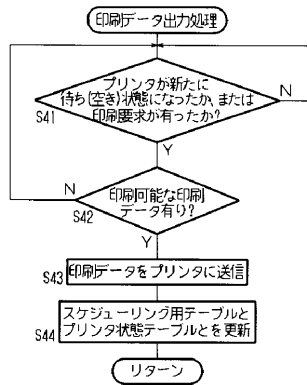 印刷データ出力処理
プリンタが新たに
待ち(空き)状態になったか、または
印刷要求が有ったか?
N
S41
Y
N
印刷可能な印刷
データ有り?
S42
Y
S43
印刷データをプリンタに送信
スケジューリング用テーブルと
プリンタ状態テーブルとを更新
S44
リターン